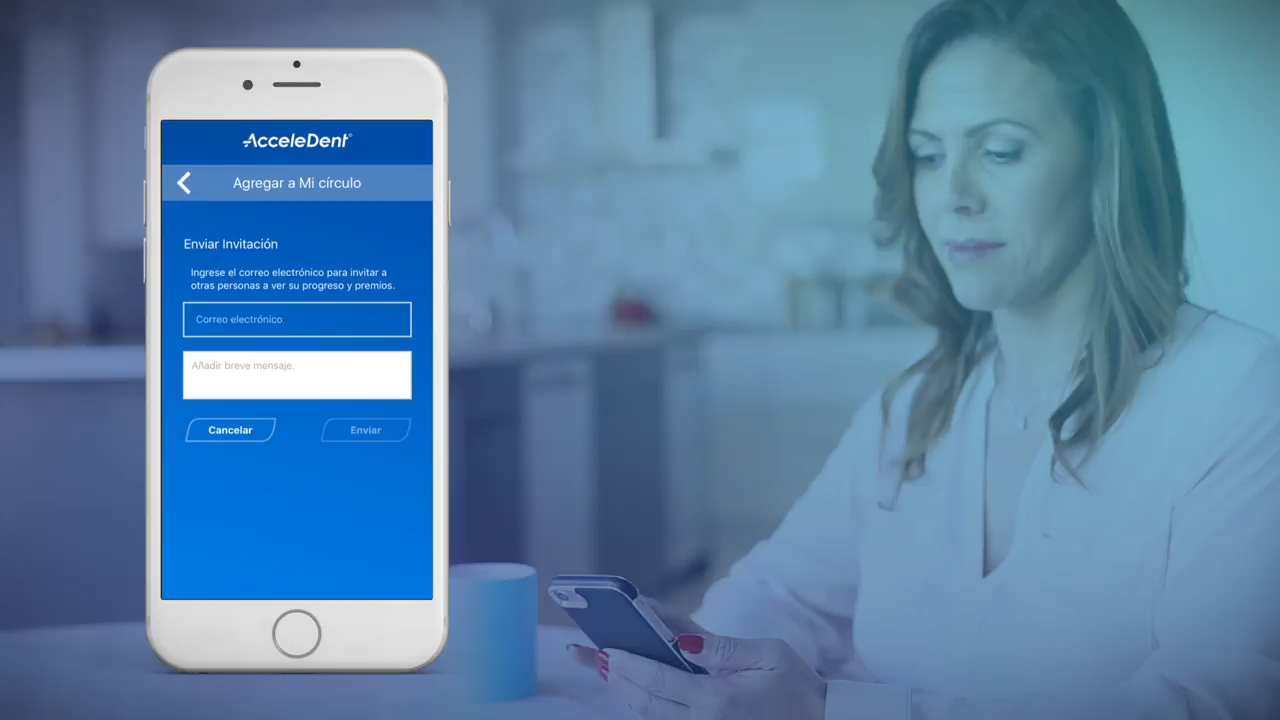 AcceleDent®
Agregar a Mi círculo
Enviar Invitación
Ingrese el correo electrónico para invitar a
otras personas a ver su progreso y premios.
Correo electrónico
Añadir breve mensaje.
Cancelar
Enviar